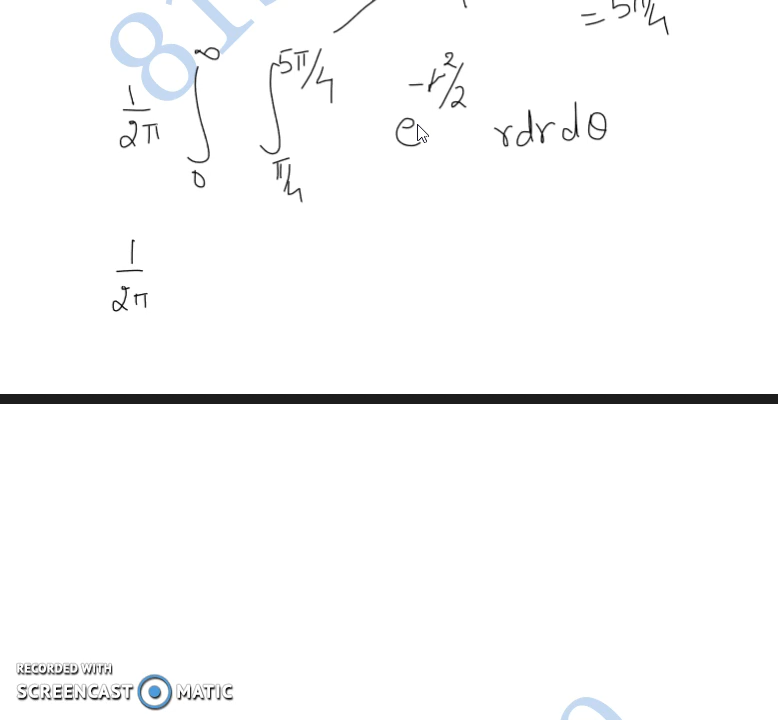 = 5π/4
1/2π ∫₀^∞ ∫_{π/4}^{5π/4} e^{-r²/2} r dr dθ
1/2π
RECORDED WITH
SCREENCAST MATIC